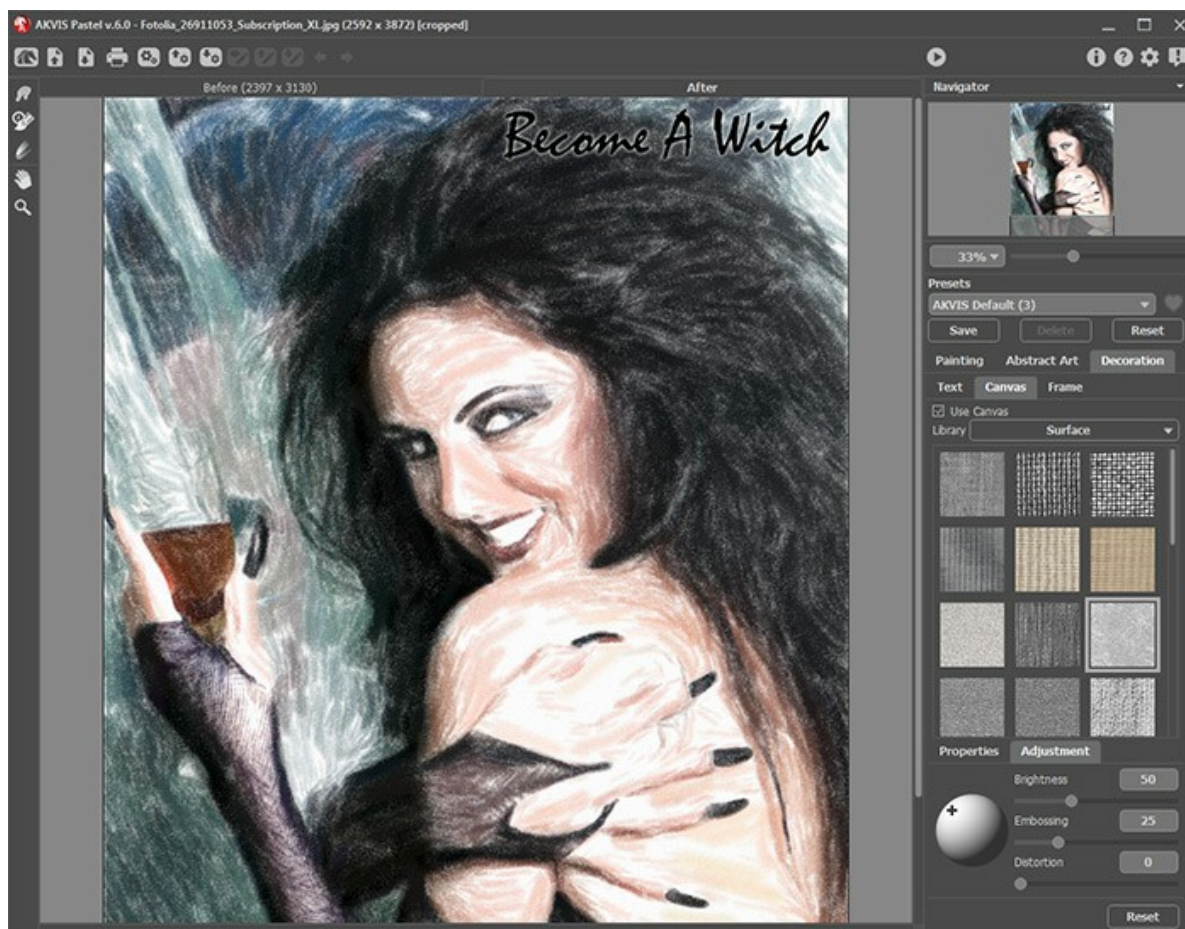 AKVIS Pastel v.6.0 - Fotolia_26911053_Subscription_XL.jpg (2592 x 3872) [cropped]
Before (2397 x 3130)
After
Navigator
Become A Witch
33%
Presets
AKVIS Default (3)
Save
Delete
Reset
Painting
Abstract Art
Decoration
Text
Canvas
Frame
Use Canvas
Library
Surface
Properties
Adjustment
Brightness
50
Embossing
25
Distortion
0
Reset